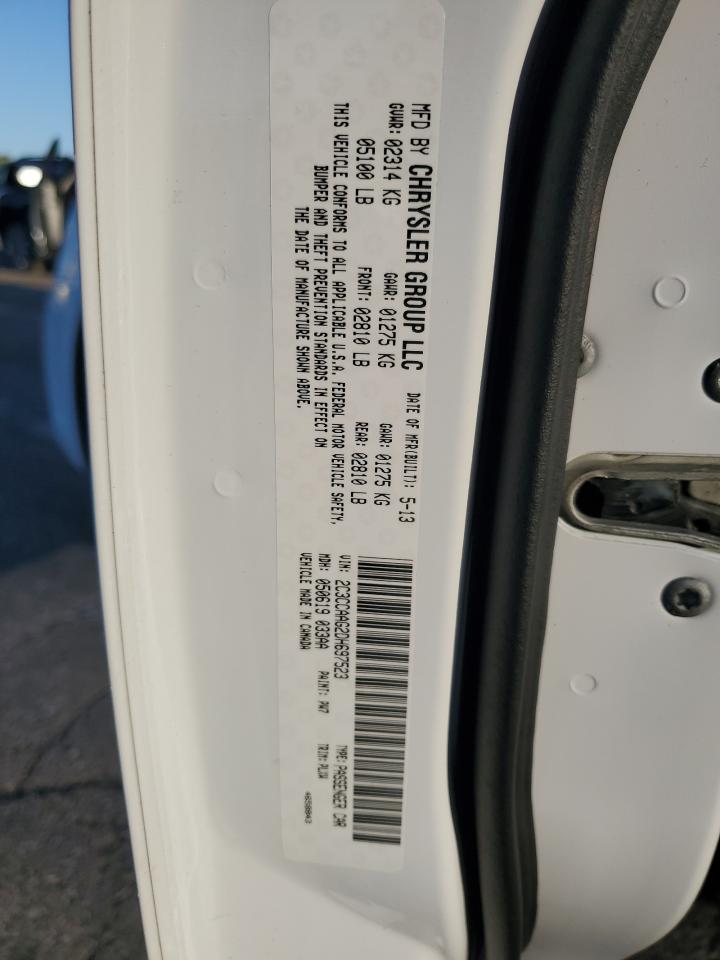 MFD BY CHRYSLER GROUP LLC DATE OF MFR(BUILT): 5-13
GVWR: 02314 KG GAWR: 01275 KG GAWR: 01275 KG
05100 LB FRONT: 02810 LB REAR: 02810 LB
THIS VEHICLE CONFORMS TO ALL APPLICABLE U.S.A. FEDERAL MOTOR VEHICLE SAFETY,
BUMPER AND THEFT PREVENTION STANDARDS IN EFFECT ON
THE DATE OF MANUFACTURE SHOWN ABOVE.
VIN: 2C3CCAAG2DH697523 TYPE: PASSENGER CAR
MDH: 050619 033AA PAINT: PW7 TRIM: PLX9
VEHICLE MADE IN CANADA